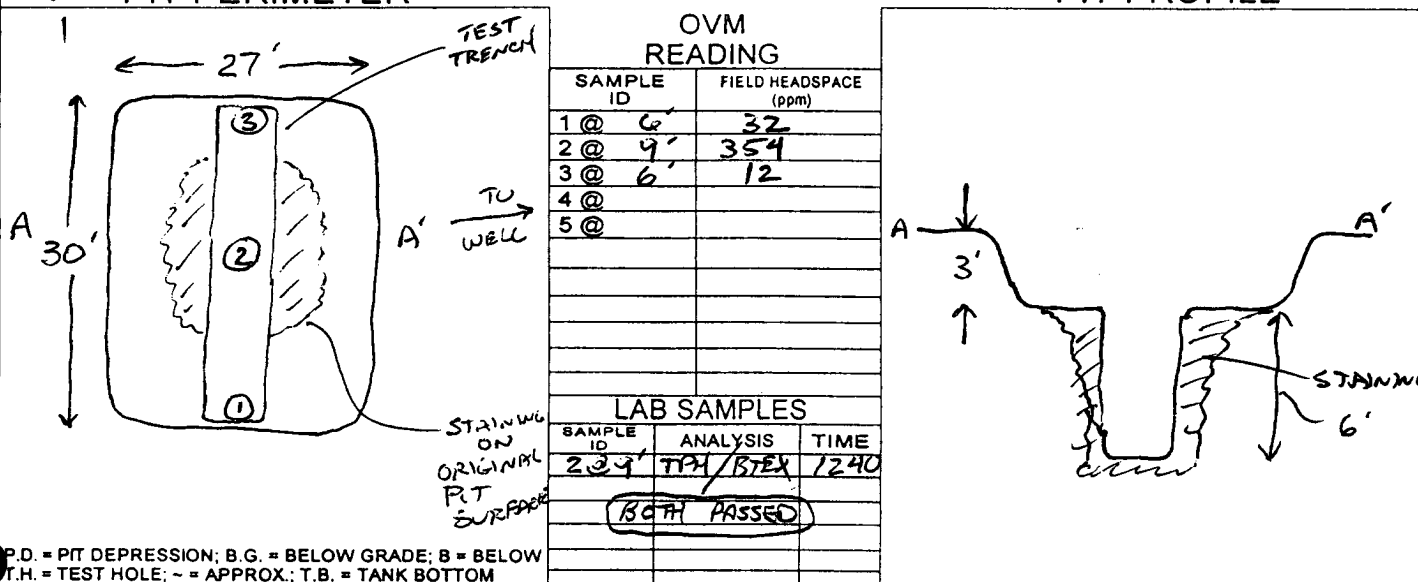 PIT PERIMETER
27'
TEST
TRENCH
3
A
30'
2
A'
TO
WELL
1
STAINING
ON
ORIGINAL
PIT
SURFACE
P.D. = PIT DEPRESSION; B.G. = BELOW GRADE; B = BELOW
T.H. = TEST HOLE; ~ = APPROX.; T.B. = TANK BOTTOM
OVM
READING
SAMPLE ID FIELD HEADSPACE (ppm)
1 @ 6' 32
2 @ 9' 354
3 @ 6' 12
4 @
5 @
LAB SAMPLES
SAMPLE ID ANALYSIS TIME
2@9' TPH/BTEX 1240
BOTH PASSED
PIT PROFILE
A
A'
3'
STAINING
6'